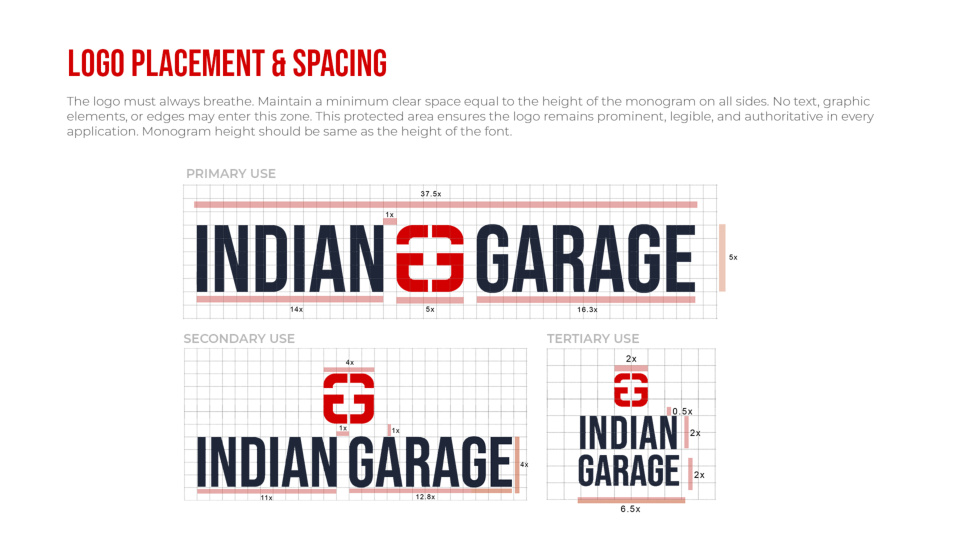 LOGO PLACEMENT & SPACING
The logo must always breathe. Maintain a minimum clear space equal to the height of the monogram on all sides. No text, graphic
elements, or edges may enter this zone. This protected area ensures the logo remains prominent, legible, and authoritative in every
application. Monogram height should be same as the height of the font.
PRIMARY USE
37.5x
1x
INDIAN GARAGE
5x
14x 5x 16.3x
SECONDARY USE
4x
1x 1x
INDIAN GARAGE
4x
11x 12.8x
TERTIARY USE
2x
0.5x
INDIAN
2x
GARAGE
2x
6.5x